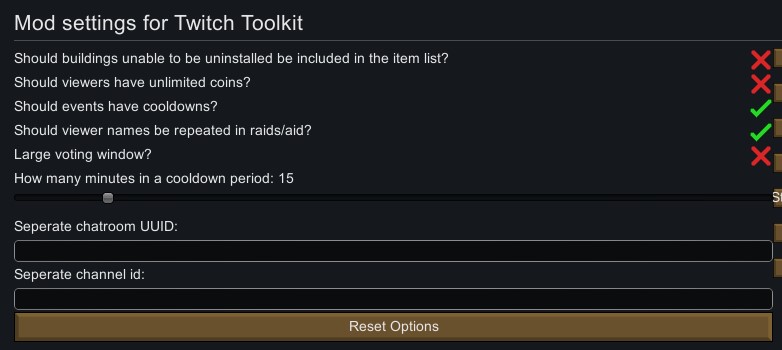 Mod settings for Twitch Toolkit
Should buildings unable to be uninstalled be included in the item list?
Should viewers have unlimited coins?
Should events have cooldowns?
Should viewer names be repeated in raids/aid?
Large voting window?
How many minutes in a cooldown period: 15
Seperate chatroom UUID:
Seperate channel id:
Reset Options